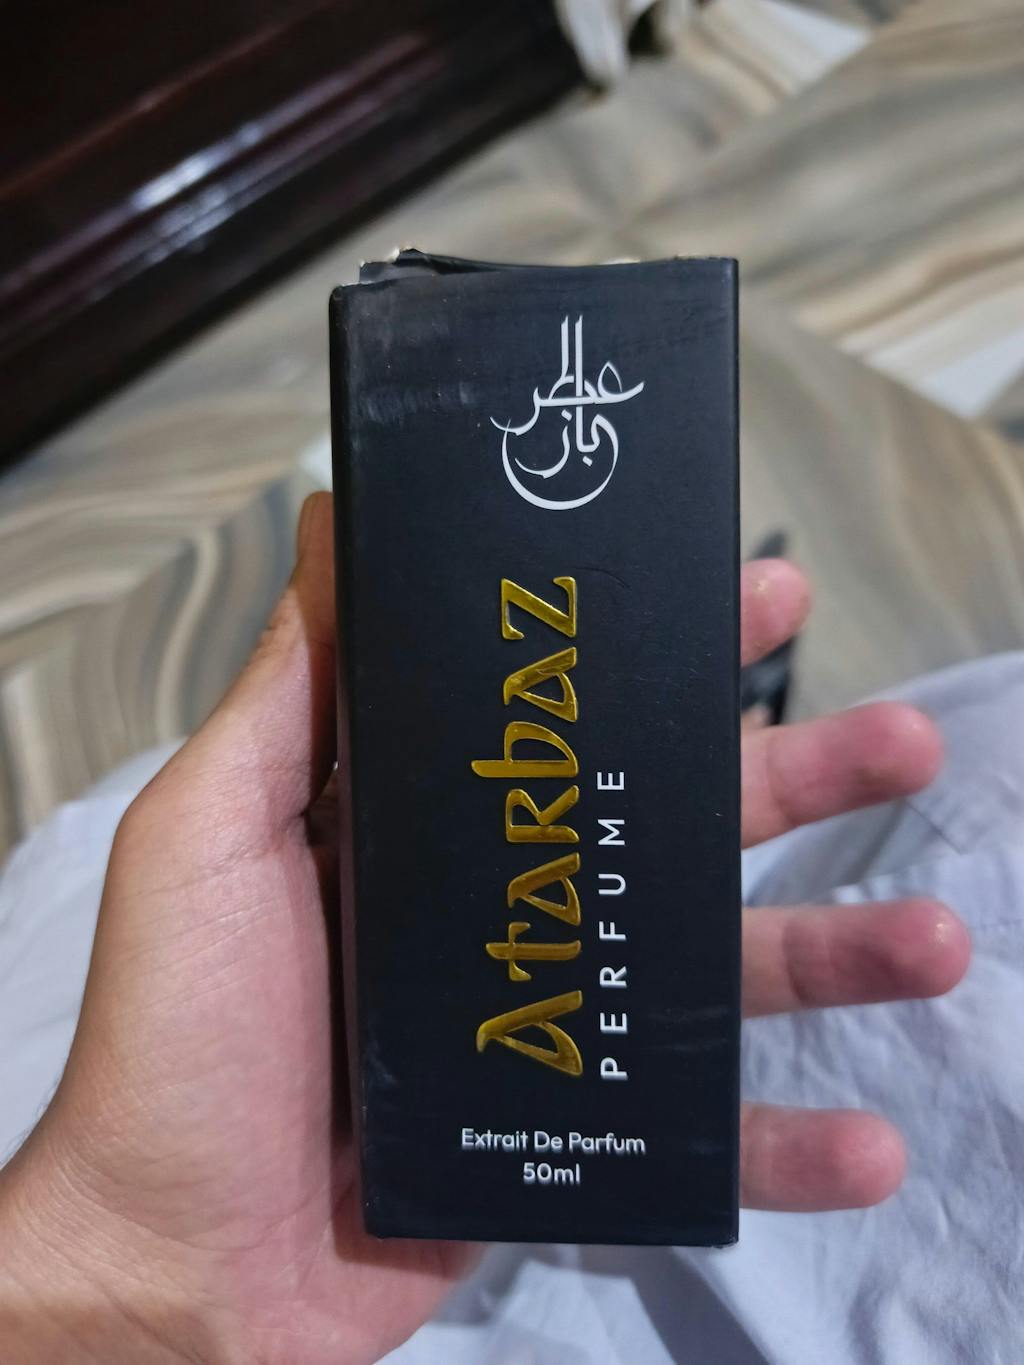 عطر
باز
Atarbaz
PERFUME
Extrait De Parfum
50ml